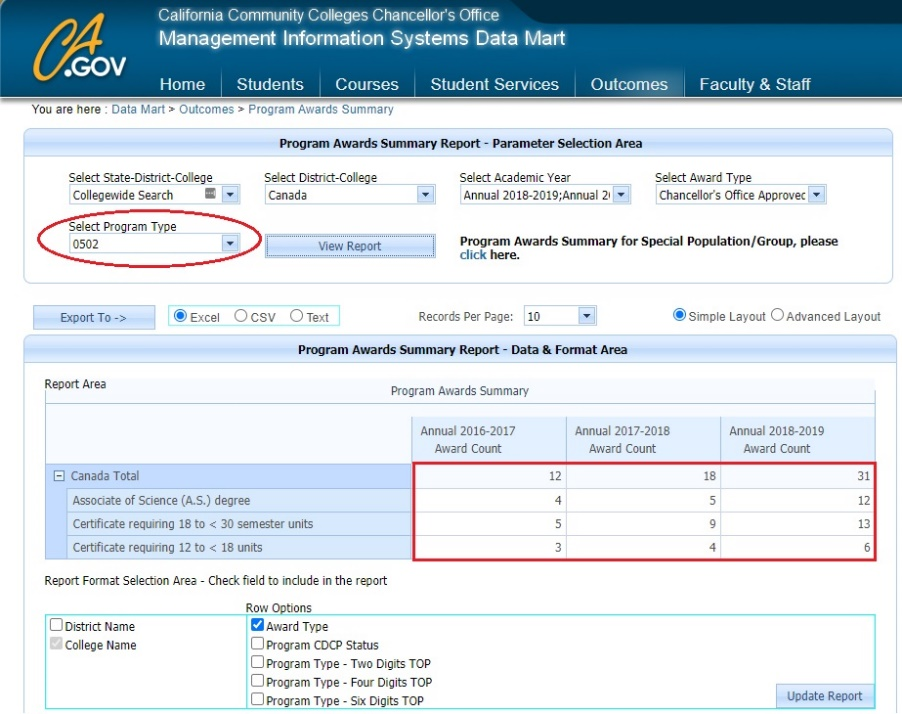 CA
.GOV
California Community Colleges Chancellor's Office
Management Information Systems Data Mart
Home Students Courses Student Services Outcomes Faculty & Staff
You are here : Data Mart > Outcomes > Program Awards Summary
Program Awards Summary Report - Parameter Selection Area
Select State-District-College Select District-College Select Academic Year Select Award Type
Collegewide Search Canada Annual 2018-2019;Annual 2( Chancellor's Office Approvec
Select Program Type
0502 View Report Program Awards Summary for Special Population/Group, please
click here.
Export To -> Excel CSV Text Records Per Page: 10 Simple Layout Advanced Layout
Program Awards Summary Report - Data & Format Area
Report Area
Program Awards Summary
Annual 2016-2017 Annual 2017-2018 Annual 2018-2019
Award Count Award Count Award Count
Canada Total 12 18 31
Associate of Science (A.S.) degree 4 5 12
Certificate requiring 18 to < 30 semester units 5 9 13
Certificate requiring 12 to < 18 units 3 4 6
Report Format Selection Area - Check field to include in the report
Row Options
District Name Award Type
College Name Program CDCP Status
Program Type - Two Digits TOP
Program Type - Four Digits TOP
Program Type - Six Digits TOP Update Report